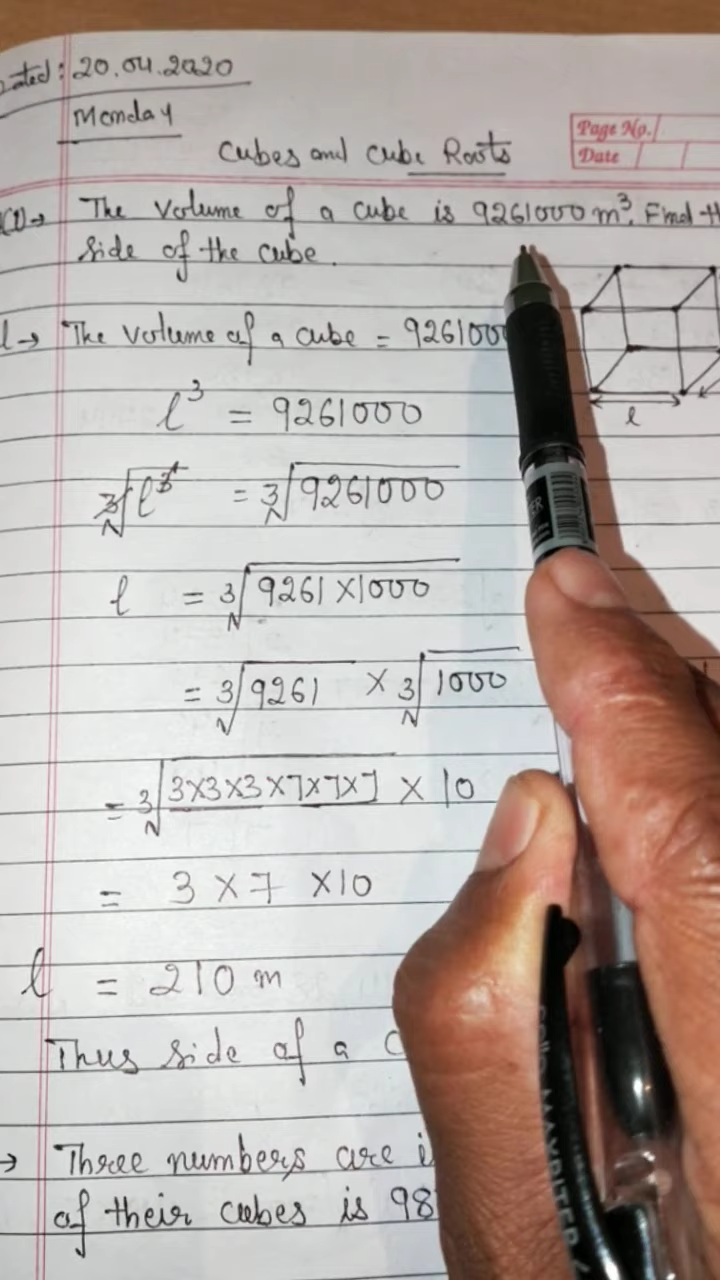 Dated: 20.04.2020
Monday
Page No.
Date
Cubes and Cube Roots
The Volume of a cube is 9261000 m³. Find
side of the cube.
The Volume of a cube = 9261000
l³ = 9261000
∛l³ = ∛9261000
l = ∛9261×1000
= ∛9261 × ∛1000
= ∛3×3×3×7×7×7 × 10
= 3 × 7 × 10
l = 210 m
Thus side of a
Three numbers are
of their cubes is 98
l